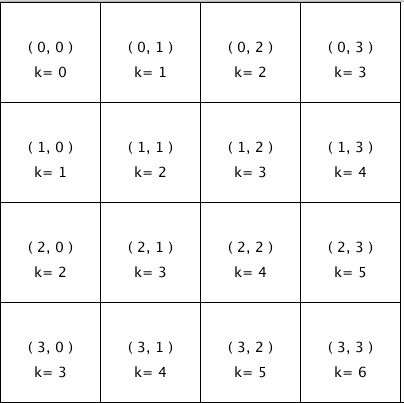 ( 0, 0 ) ( 0, 1 ) ( 0, 2 ) ( 0, 3 )
k= 0 k= 1 k= 2 k= 3
( 1, 0 ) ( 1, 1 ) ( 1, 2 ) ( 1, 3 )
k= 1 k= 2 k= 3 k= 4
( 2, 0 ) ( 2, 1 ) ( 2, 2 ) ( 2, 3 )
k= 2 k= 3 k= 4 k= 5
( 3, 0 ) ( 3, 1 ) ( 3, 2 ) ( 3, 3 )
k= 3 k= 4 k= 5 k= 6